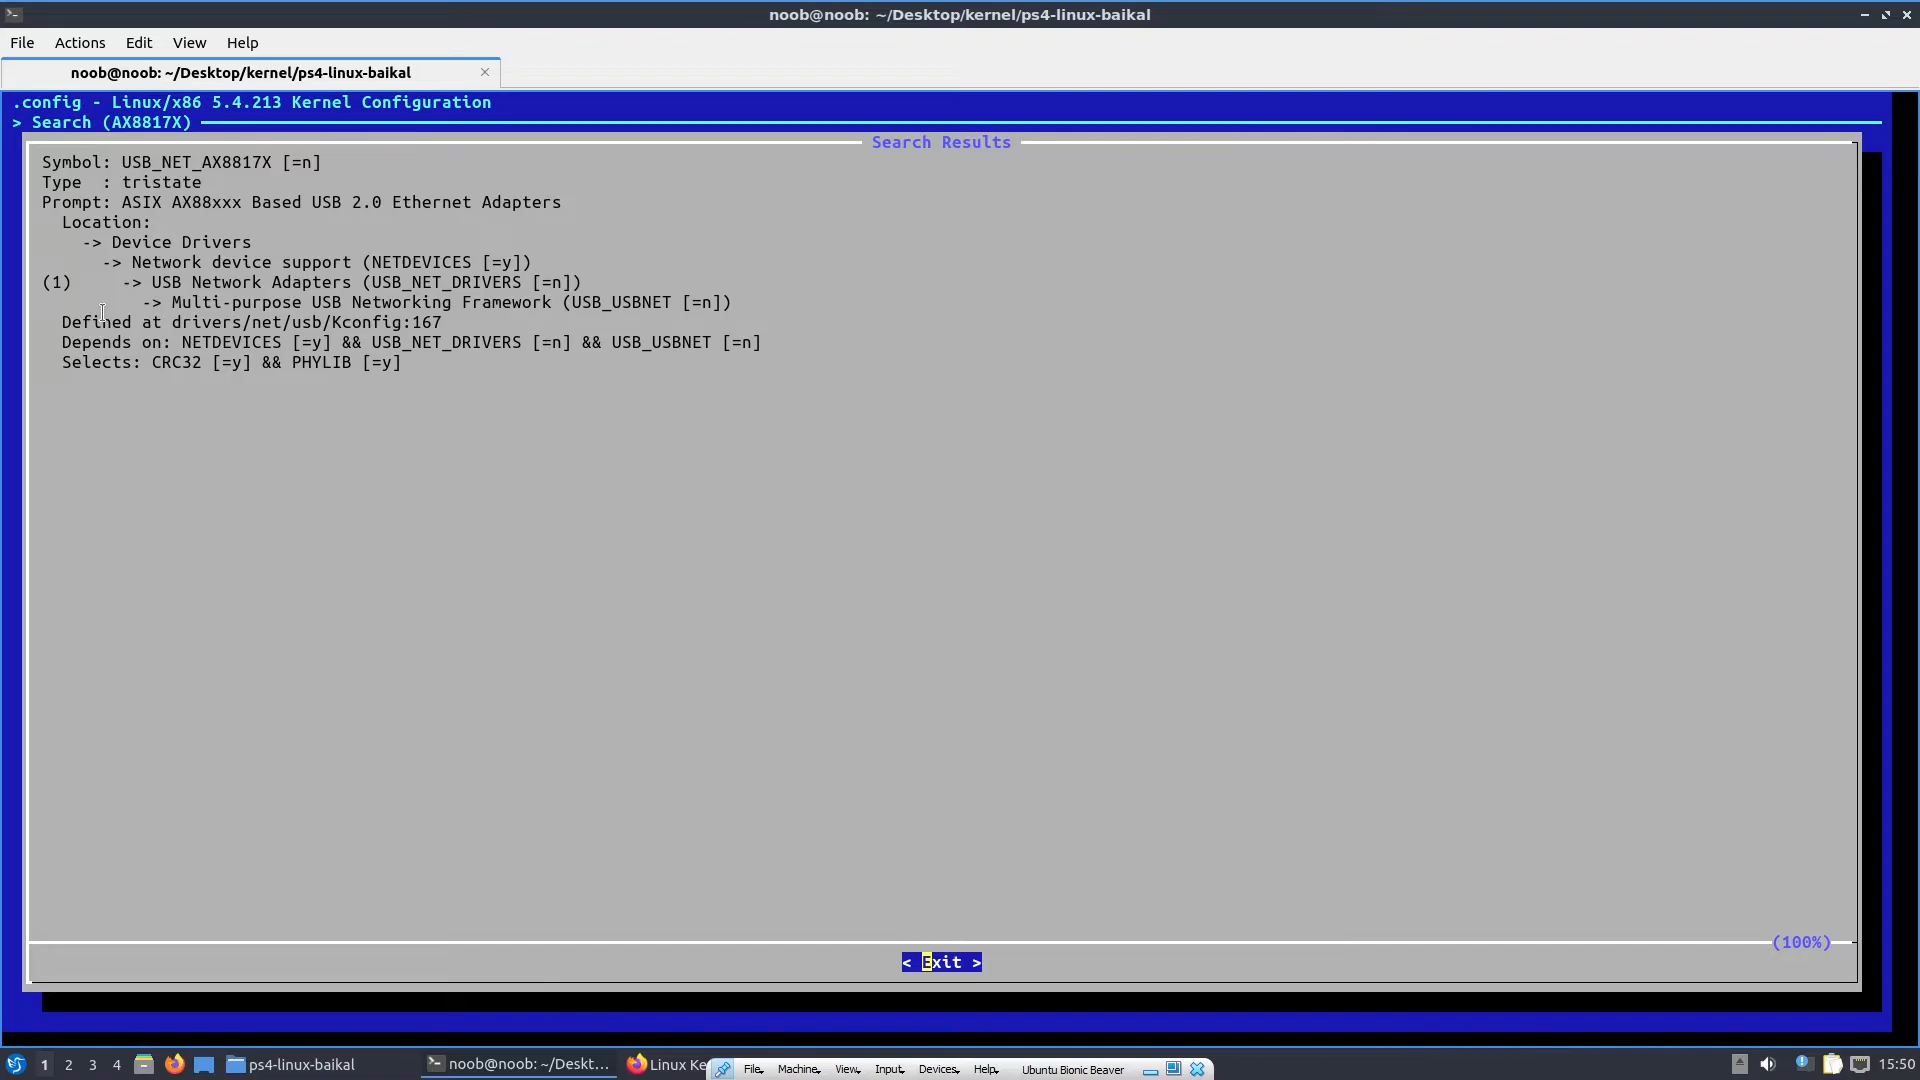 noob@noob: ~/Desktop/kernel/ps4-linux-baikal
File Actions Edit View Help
noob@noob: ~/Desktop/kernel/ps4-linux-baikal
.config - Linux/x86 5.4.213 Kernel Configuration
> Search (AX8817X)
Search Results
Symbol: USB_NET_AX8817X [=n]
Type  : tristate
Prompt: ASIX AX88xxx Based USB 2.0 Ethernet Adapters
Location:
-> Device Drivers
-> Network device support (NETDEVICES [=y])
(1)     -> USB Network Adapters (USB_NET_DRIVERS [=n])
-> Multi-purpose USB Networking Framework (USB_USBNET [=n])
Defined at drivers/net/usb/Kconfig:167
Depends on: NETDEVICES [=y] && USB_NET_DRIVERS [=n] && USB_USBNET [=n]
Selects: CRC32 [=y] && PHYLIB [=y]
(100%)
< Exit >
1 2 3 4 ps4-linux-baikal noob@noob: ~/Deskt... Linux Ke File Machine View Input Devices Help Ubuntu Bionic Beaver 15:50